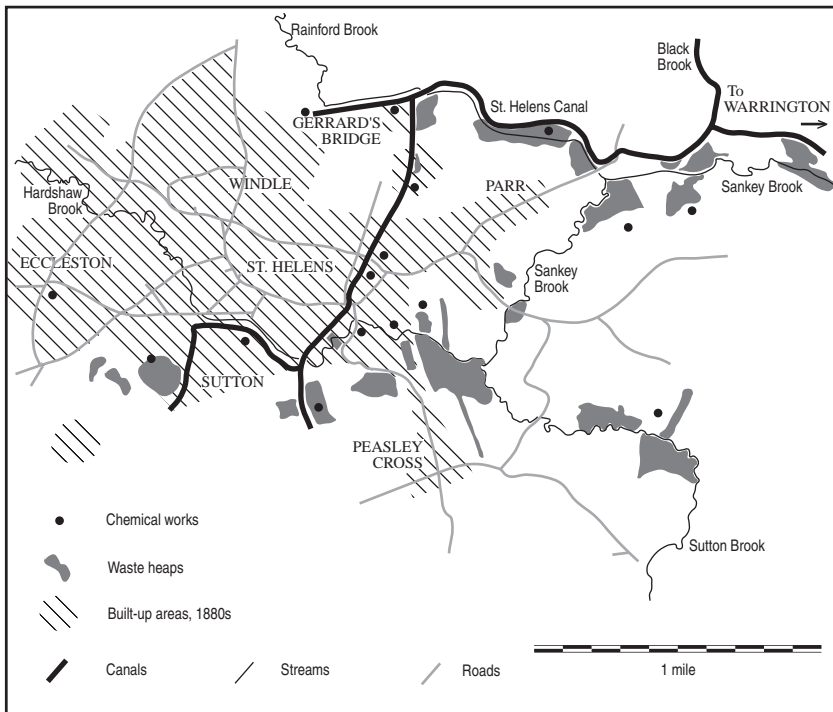 Rainford Brook
Black
Brook
To
WARRINGTON
St. Helens Canal
GERRARD'S
BRIDGE
WINDLE
PARR
Hardshaw
Brook
Sankey Brook
ECCLESTON
ST. HELENS
Sankey
Brook
SUTTON
PEASLEY
CROSS
Chemical works
Sutton Brook
Waste heaps
Built-up areas, 1880s
Canals
Streams
Roads
1 mile